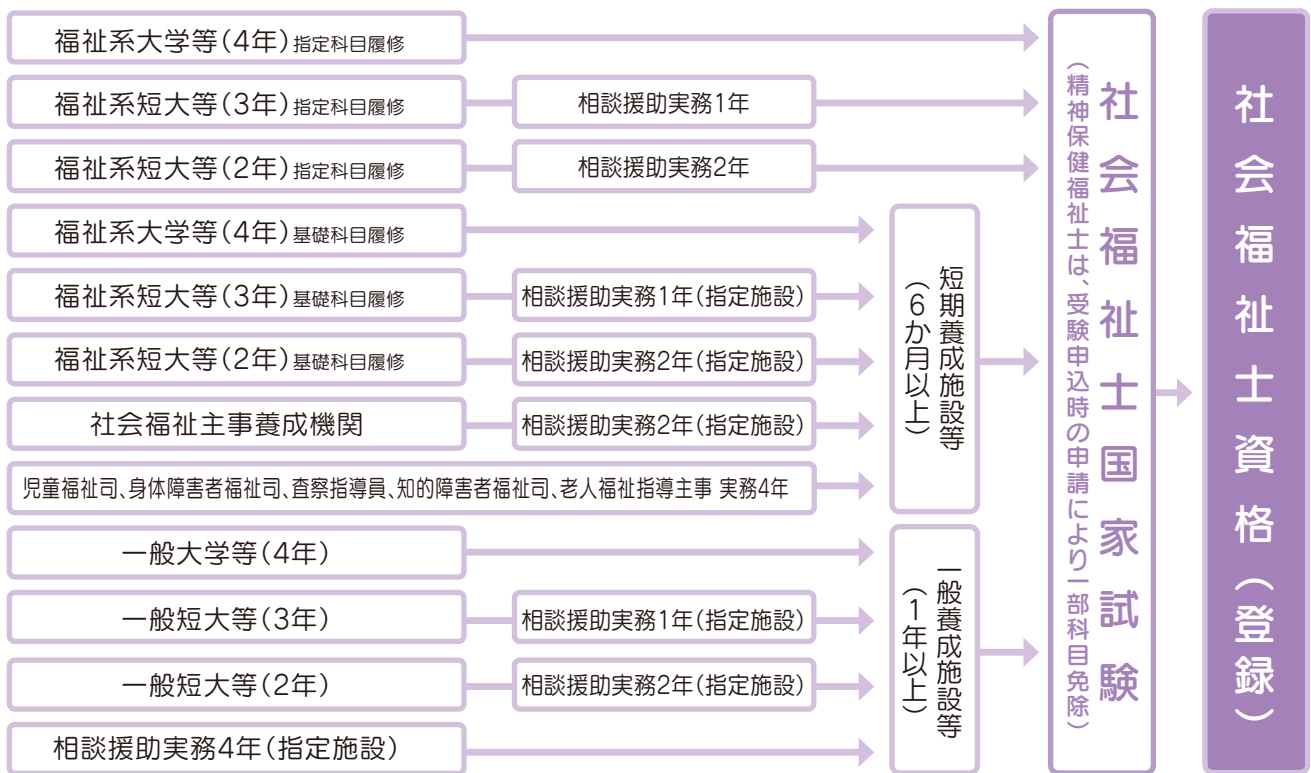 福祉系大学等(4年)指定科目履修
福祉系短大等(3年)指定科目履修
相談援助実務1年
福祉系短大等(2年)指定科目履修
相談援助実務2年
福祉系大学等(4年)基礎科目履修
福祉系短大等(3年)基礎科目履修
相談援助実務1年(指定施設)
福祉系短大等(2年)基礎科目履修
相談援助実務2年(指定施設)
社会福祉主事養成機関
相談援助実務2年(指定施設)
児童福祉司、身体障害者福祉司、査察指導員、知的障害者福祉司、老人福祉指導主事 実務4年
短期養成施設等
(6か月以上)
一般大学等(4年)
一般短大等(3年)
相談援助実務1年(指定施設)
一般短大等(2年)
相談援助実務2年(指定施設)
相談援助実務4年(指定施設)
一般養成施設等
(1年以上)
社会福祉士国家試験
(精神保健福祉士は、受験申込時の申請により一部科目免除)
社会福祉士資格(登録)